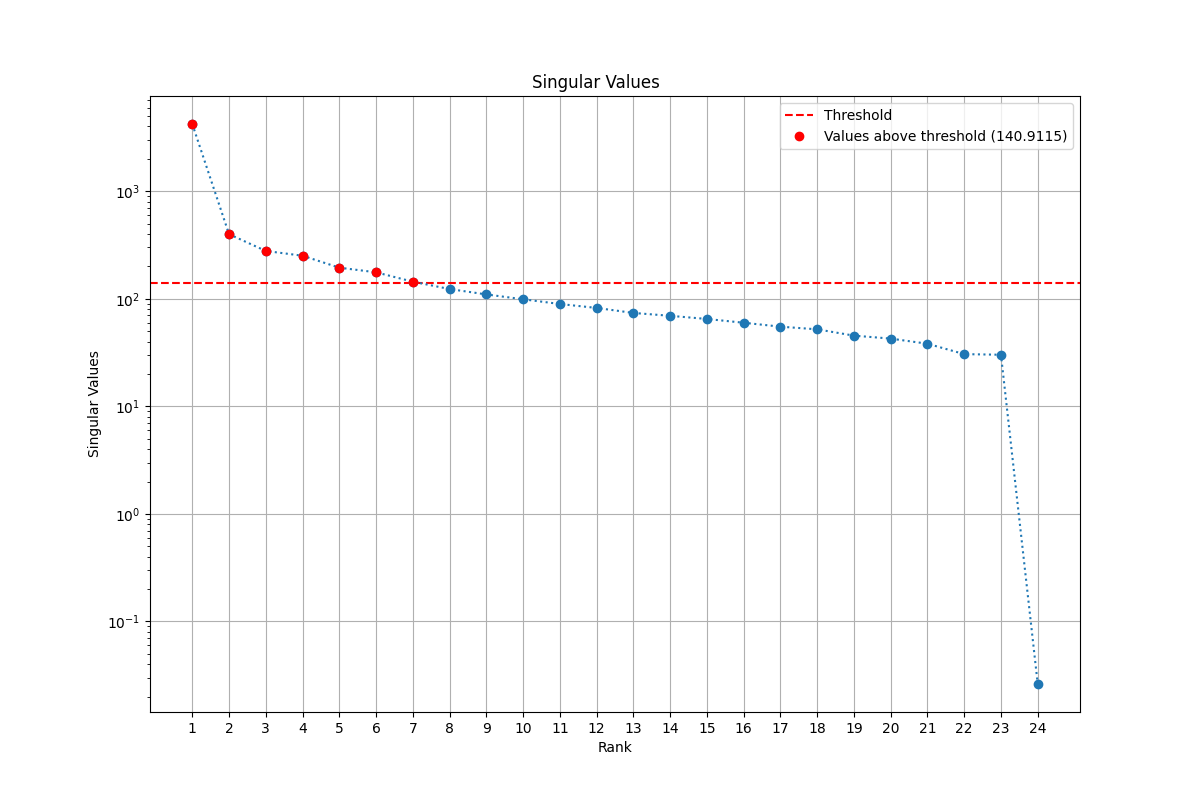 Singular Values
Threshold
Values above threshold (140.9115)
Singular Values
10³
10²
10¹
10⁰
10⁻¹
1 2 3 4 5 6 7 8 9 10 11 12 13 14 15 16 17 18 19 20 21 22 23 24
Rank